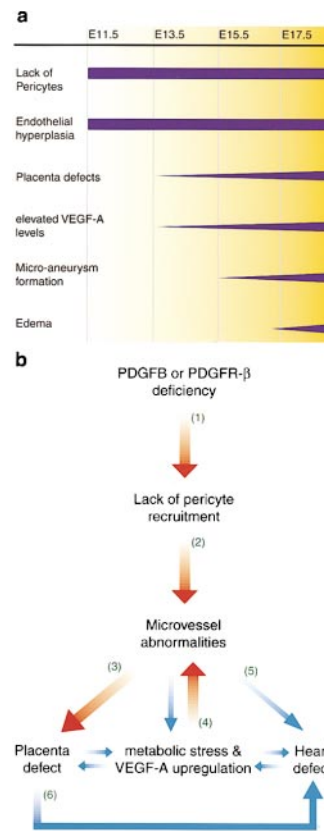 a
E11.5 E13.5 E15.5 E17.5
Lack of
Pericytes
Endothelial
hyperplasia
Placenta defects
elevated VEGF-A
levels
Micro-aneurysm
formation
Edema
b
PDGFB or PDGFR-β
deficiency
(1)
Lack of pericyte
recruitment
(2)
Microvessel
abnormalities
(3)
(5)
(4)
Placenta
defect
metabolic stress &
VEGF-A upregulation
Hear
defec
(6)